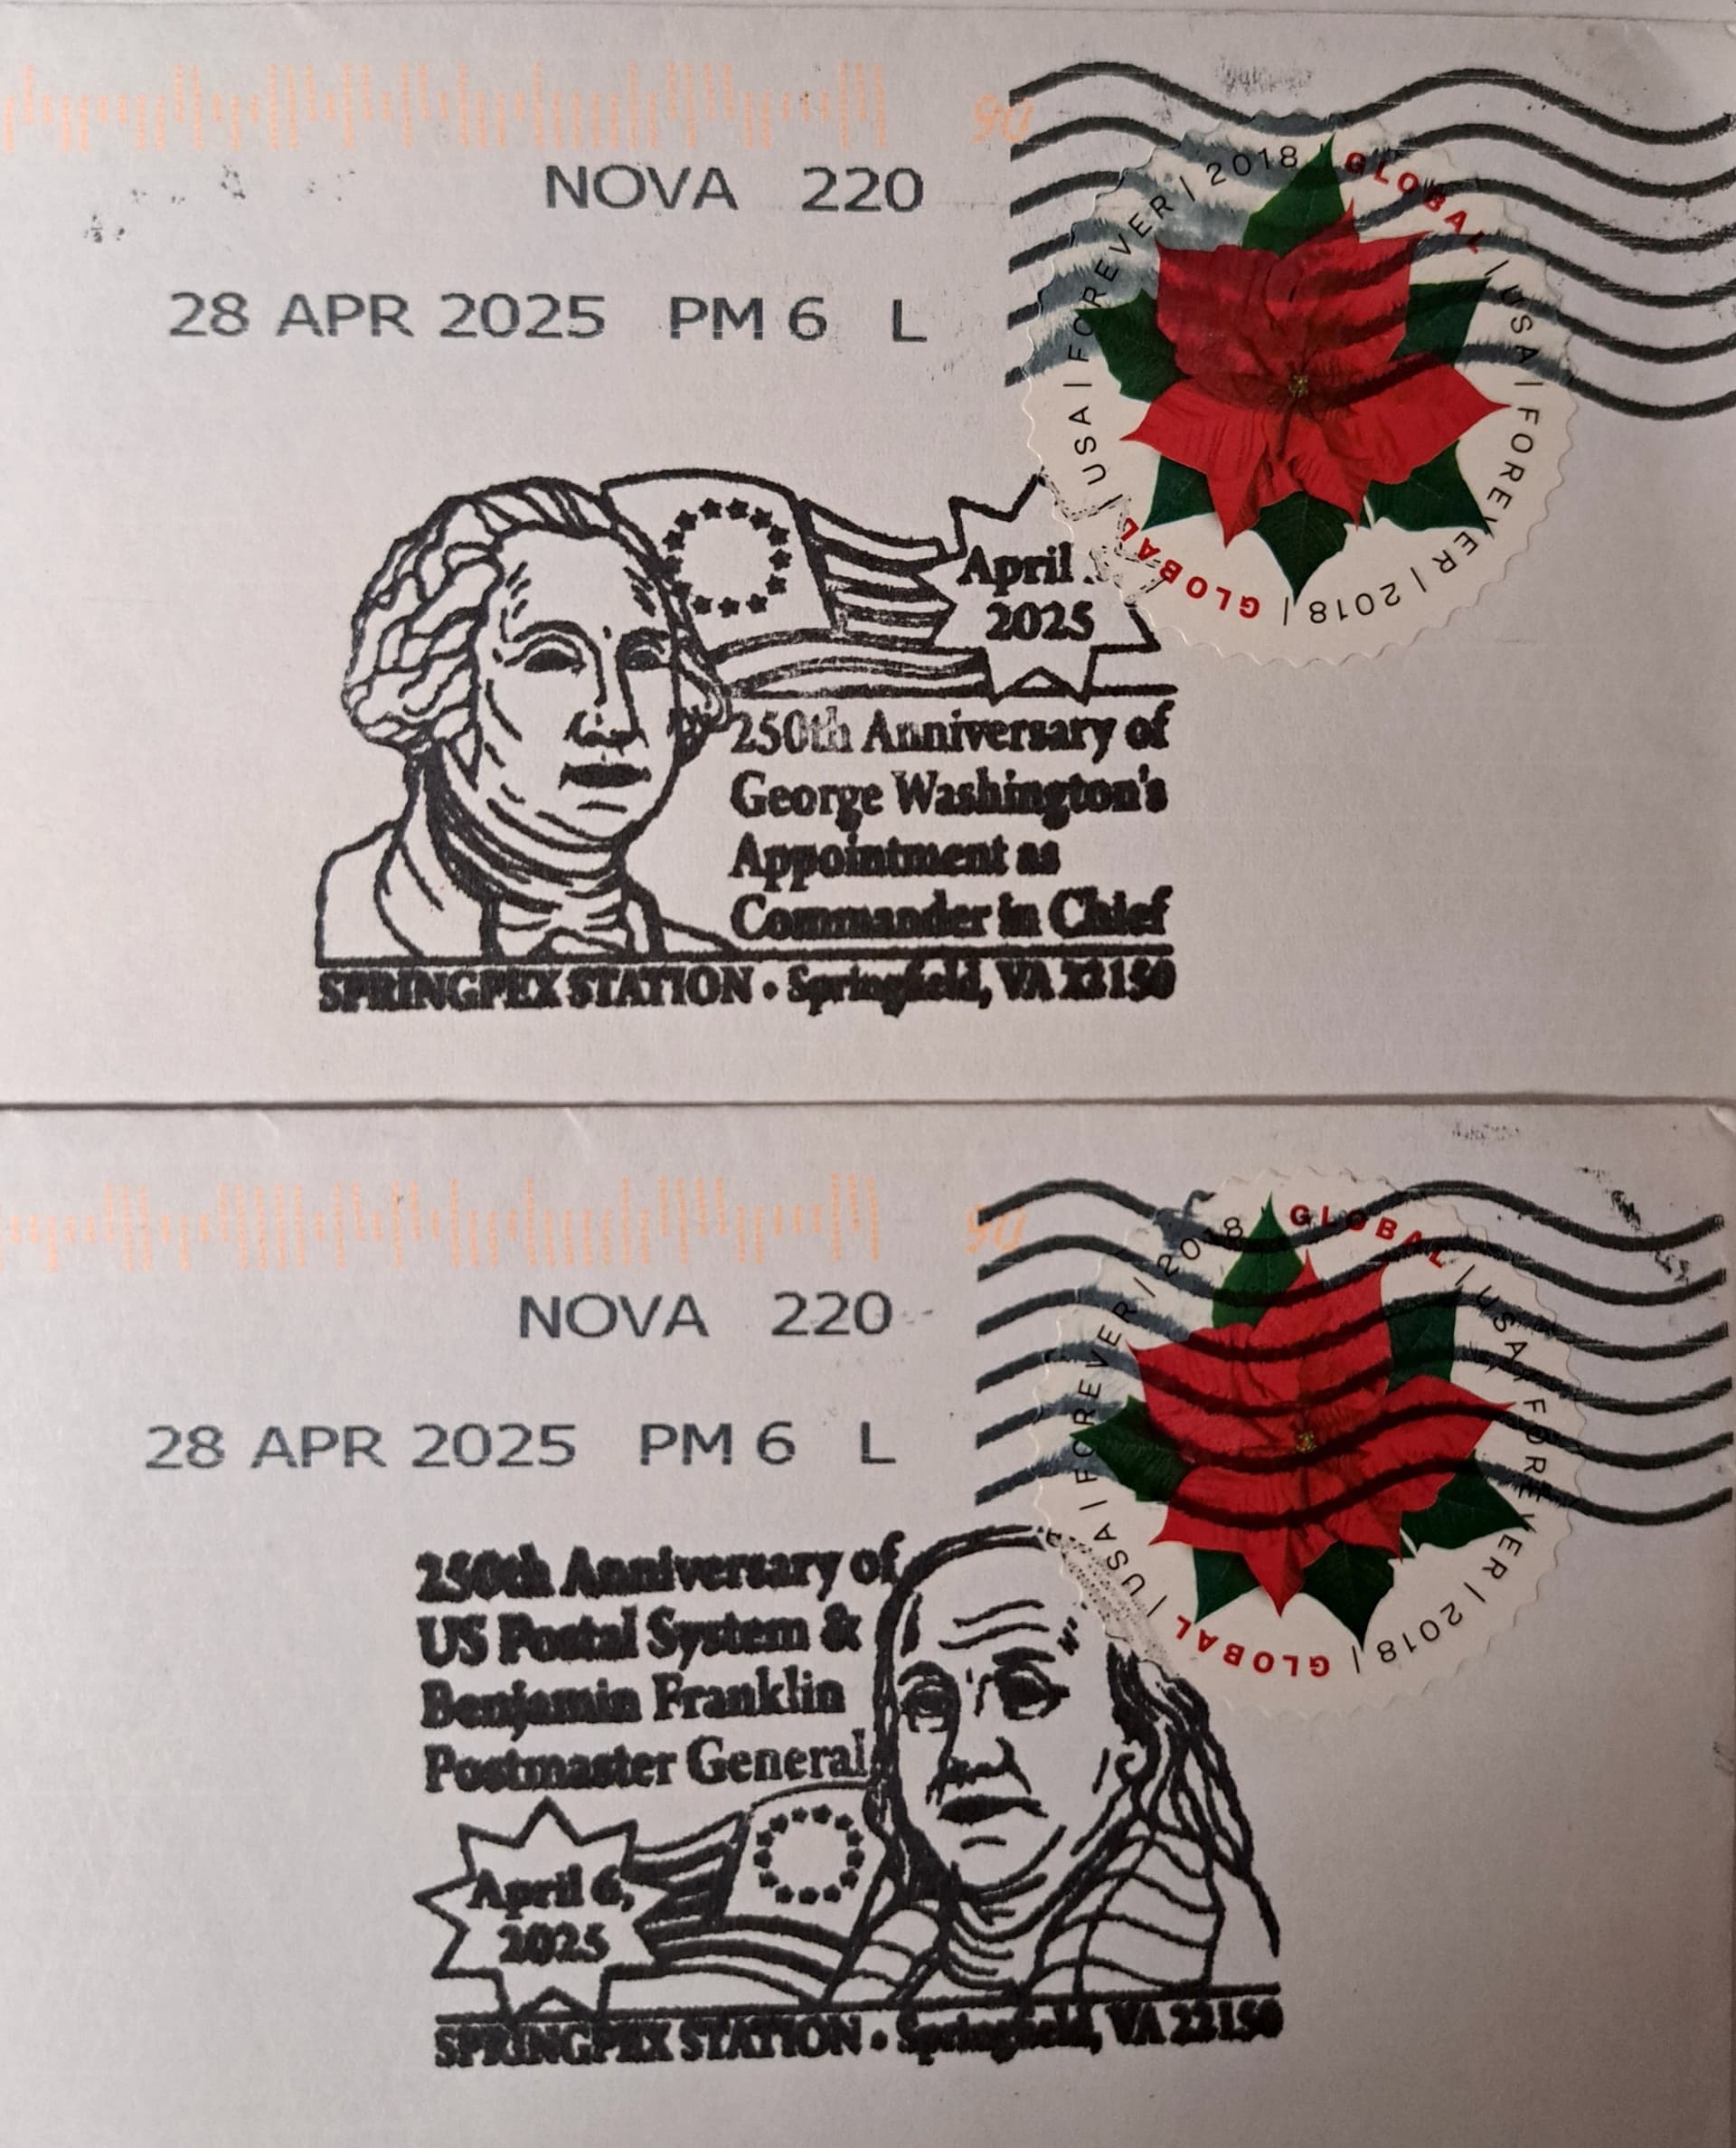 90
NOVA 220
28 APR 2025 PM 6 L
GLOBAL | USA | FOREVER | 2018 | GLOBAL | USA | FOREVER | 2018
April
2025
250th Anniversary of
George Washington's
Appointment as
Commander in Chief
SPRINGPEX STATION • Springfield, VA 22150
90
NOVA 220
28 APR 2025 PM 6 L
GLOBAL | USA | FOREVER | 2018 | GLOBAL | USA | FOREVER | 2018
250th Anniversary of
US Postal System &
Benjamin Franklin
Postmaster General
April 6,
2025
SPRINGPEX STATION • Springfield, VA 22150